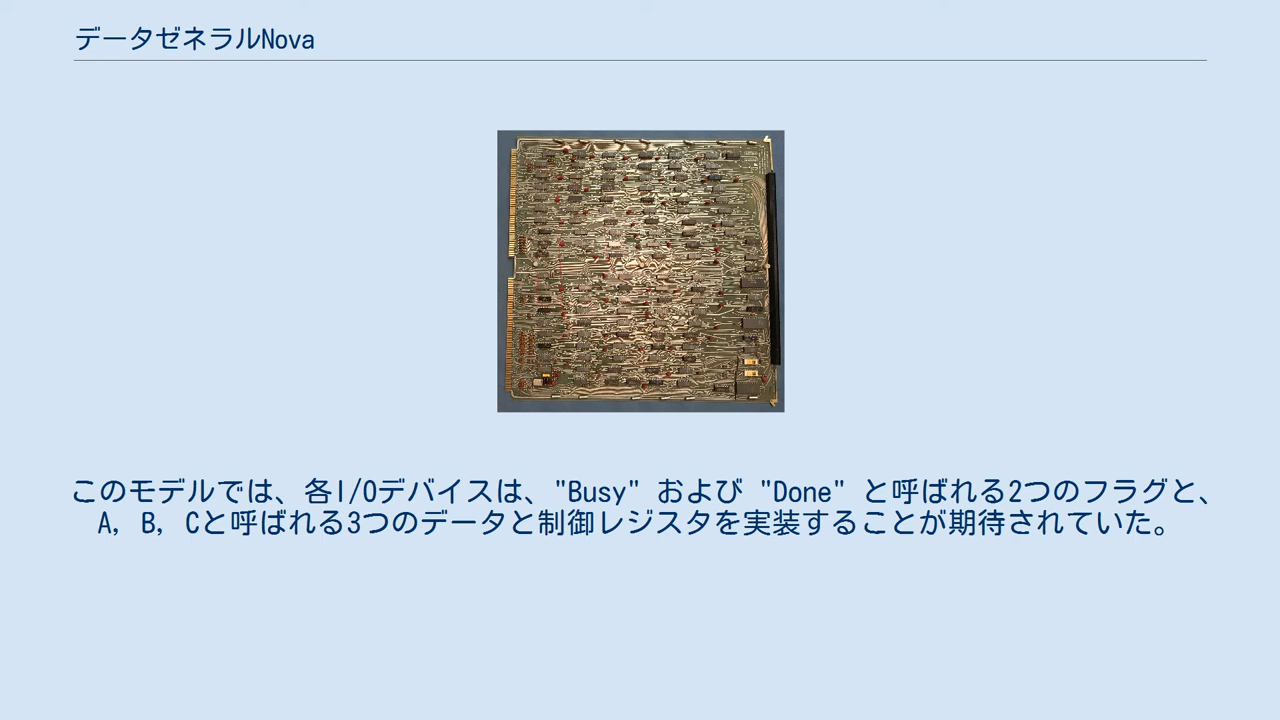 データゼネラルNova
このモデルでは、各I/Oデバイスは、"Busy" および "Done" と呼ばれる2つのフラグと、
A, B, Cと呼ばれる3つのデータと制御レジスタを実装することが期待されていた。